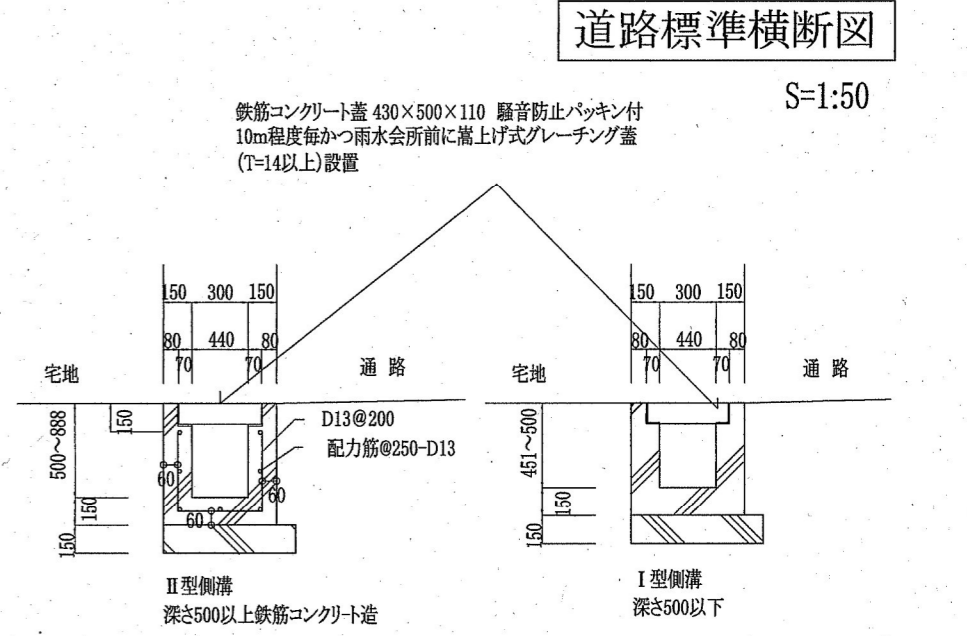 道路標準横断図
S=1:50
鉄筋コンクリート蓋 430×500×110 騒音防止パッキン付
10m程度毎かつ雨水会所前に嵩上げ式グレーチング蓋
(T=14以上)設置
150 300 150
80 440 80
70 70
宅地
通 路
500~888
150
D13@200
配力筋@250-D13
60
60
150
60
150
Ⅱ型側溝
深さ500以上鉄筋コンクリート造
150 300 150
80 440 80
70 70
宅地
通 路
451~500
150
150
Ⅰ型側溝
深さ500以下